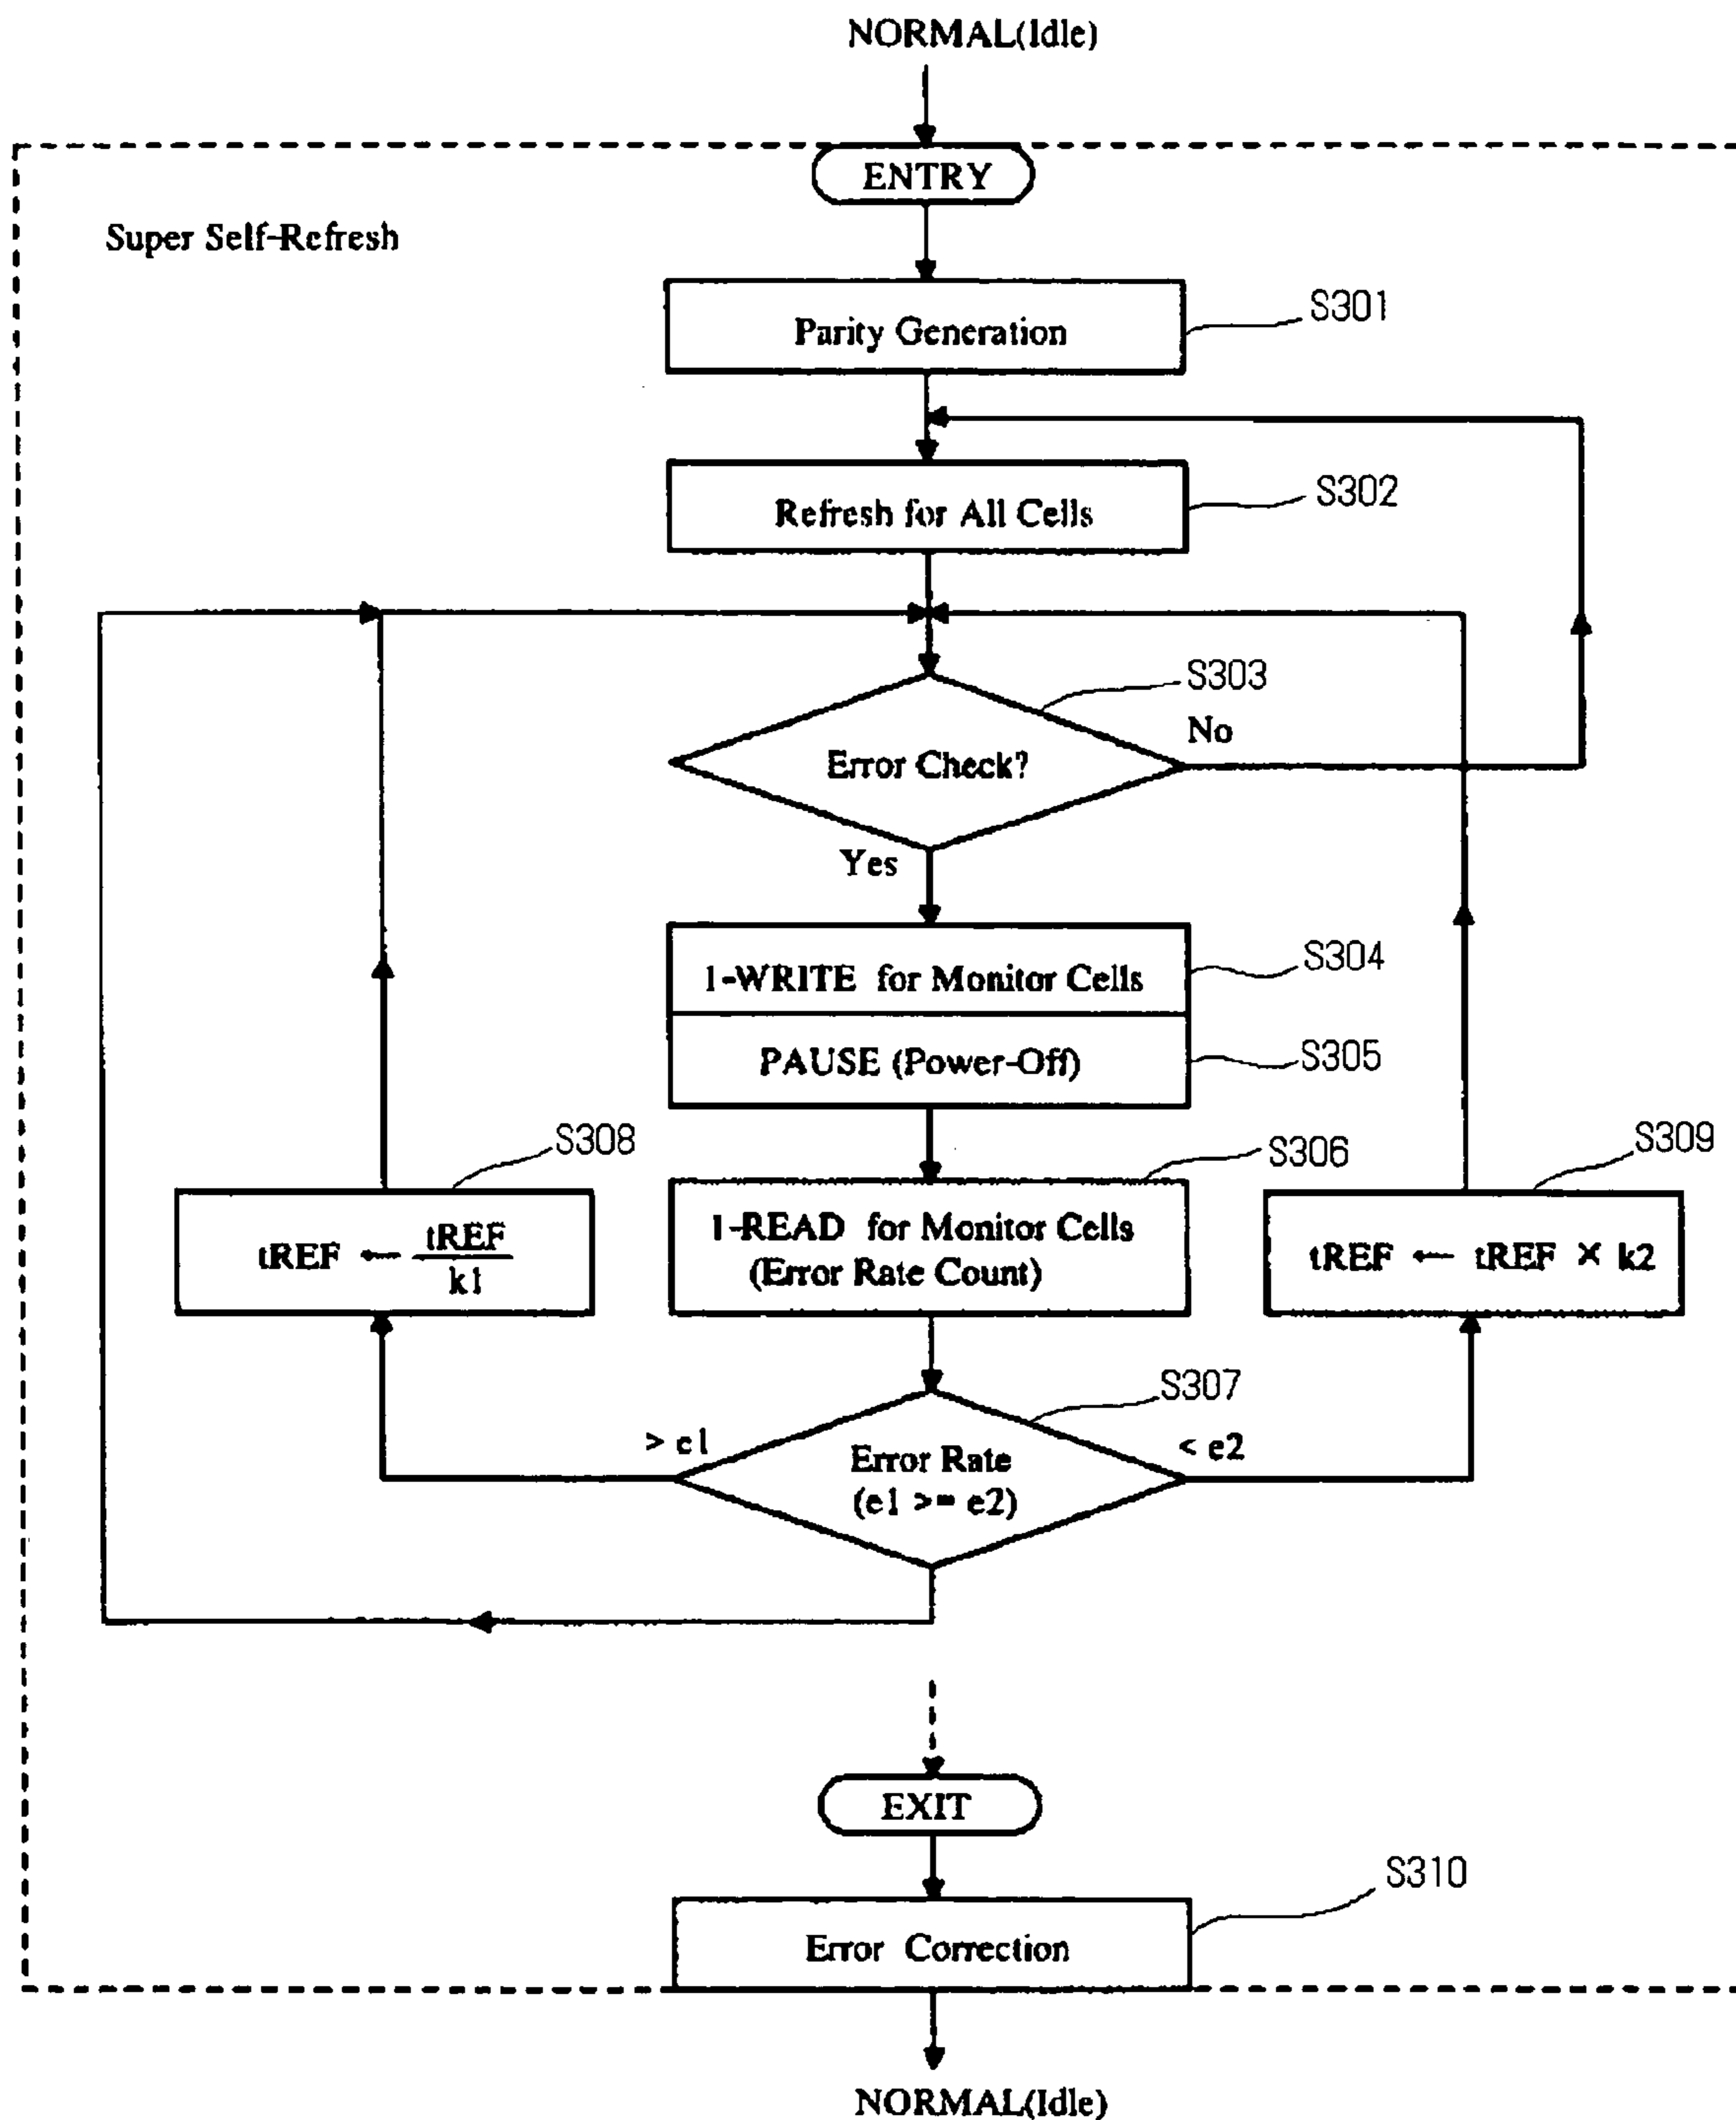 NORMAL(Idle)
ENTRY
Super Self-Refresh
Parity Generation
S301
Refresh for All Cells
S302
S303
Error Check?
No
Yes
1-WRITE for Monitor Cells
S304
PAUSE (Power-Off)
S305
S308
S306
S309
tREF ← tREF
k1
1-READ for Monitor Cells
(Error Rate Count)
tREF ← tREF × k2
S307
> e1
< e2
Error Rate
(e1 >= e2)
EXIT
S310
Error Correction
NORMAL(Idle)